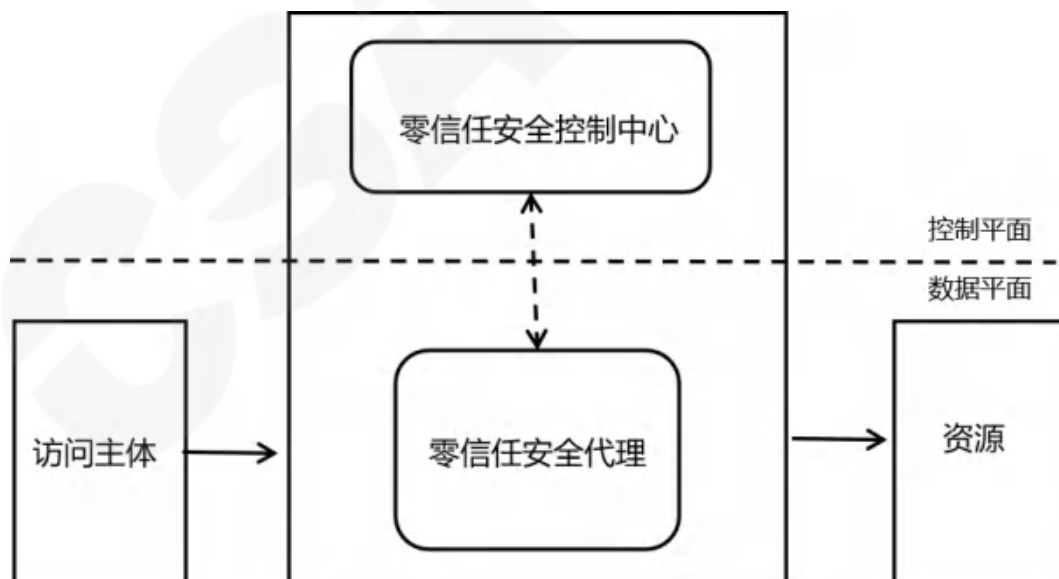 零信任安全控制中心
控制平面
数据平面
访问主体
零信任安全代理
资源